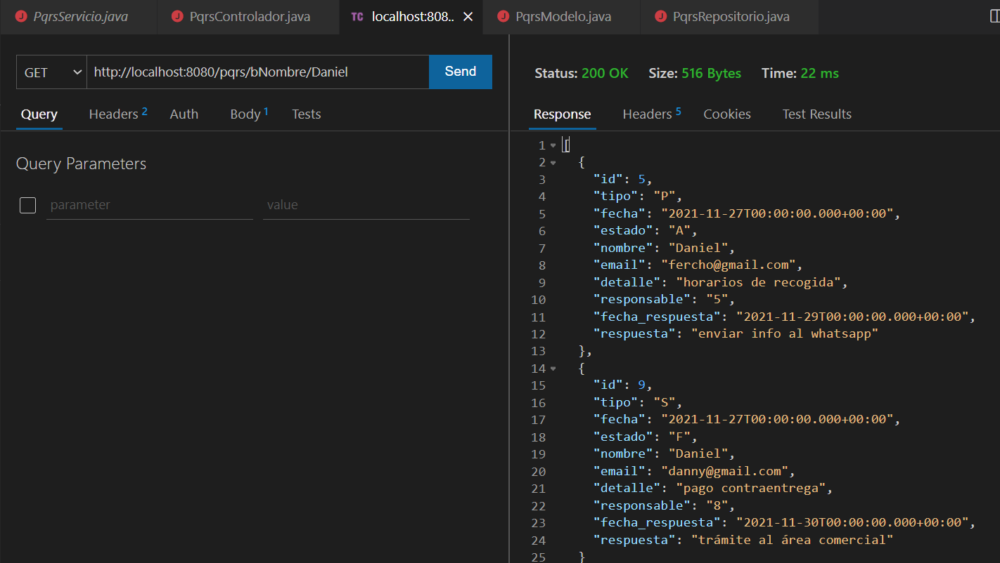 PqrsServicio.java
PqrsControlador.java
TC localhost:808..
PqrsModelo.java
PqrsRepositorio.java
GET http://localhost:8080/pqrs/bNombre/Daniel Send
Query Headers 2 Auth Body 1 Tests
Query Parameters
parameter value
Status: 200 OK Size: 516 Bytes Time: 22 ms
Response Headers 5 Cookies Test Results
1 [
2 {
3 "id": 5,
4 "tipo": "P",
5 "fecha": "2021-11-27T00:00:00.000+00:00",
6 "estado": "A",
7 "nombre": "Daniel",
8 "email": "fercho@gmail.com",
9 "detalle": "horarios de recogida",
10 "responsable": "5",
11 "fecha_respuesta": "2021-11-29T00:00:00.000+00:00",
12 "respuesta": "enviar info al whatsapp"
13 },
14 {
15 "id": 9,
16 "tipo": "S",
17 "fecha": "2021-11-27T00:00:00.000+00:00",
18 "estado": "F",
19 "nombre": "Daniel",
20 "email": "danny@gmail.com",
21 "detalle": "pago contraentrega",
22 "responsable": "8",
23 "fecha_respuesta": "2021-11-30T00:00:00.000+00:00",
24 "respuesta": "trámite al área comercial"
25 }